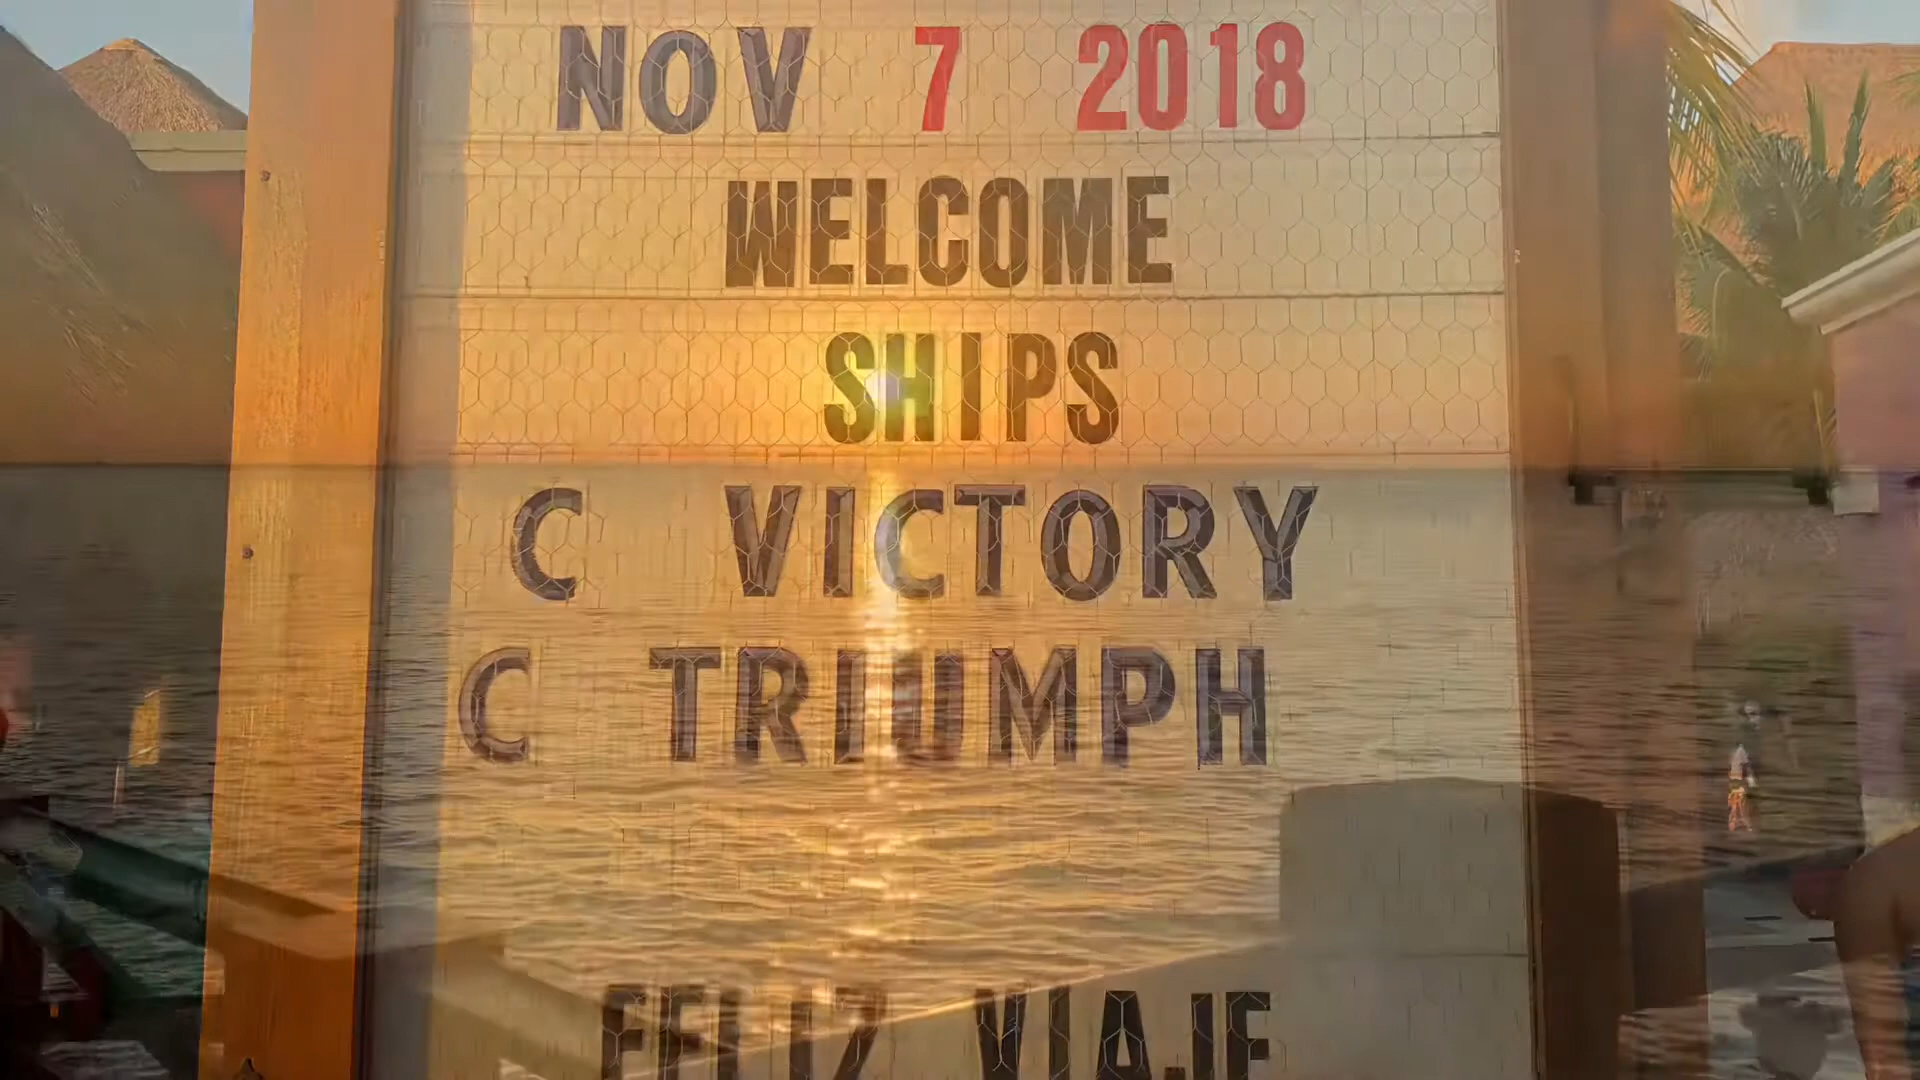 NOV 7 2018
WELCOME
SHIPS
C VICTORY
C TRIUMPH
FELIZ VIAJE